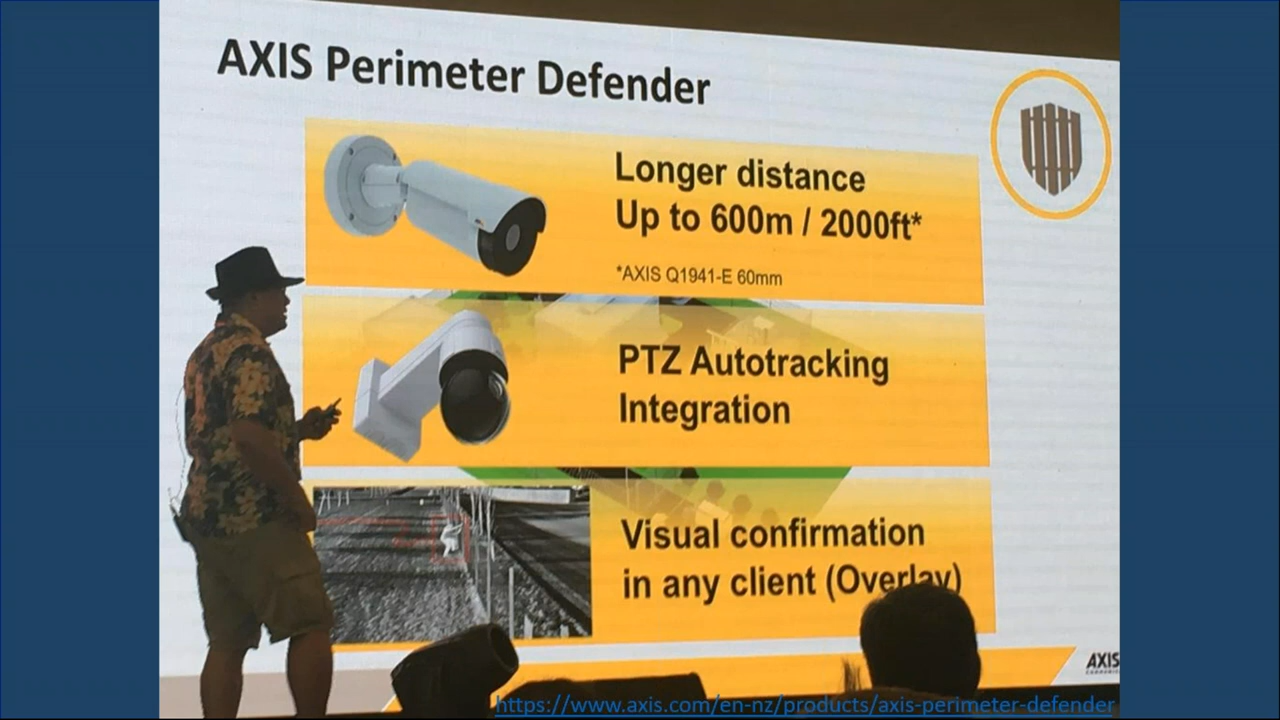 AXIS Perimeter Defender
Longer distance
Up to 600m / 2000ft*
*AXIS Q1941-E 60mm
PTZ Autotracking
Integration
Visual confirmation
in any client (Overlay)
AXIS
COMMUNIC
https://www.axis.com/en-nz/products/axis-perimeter-defender